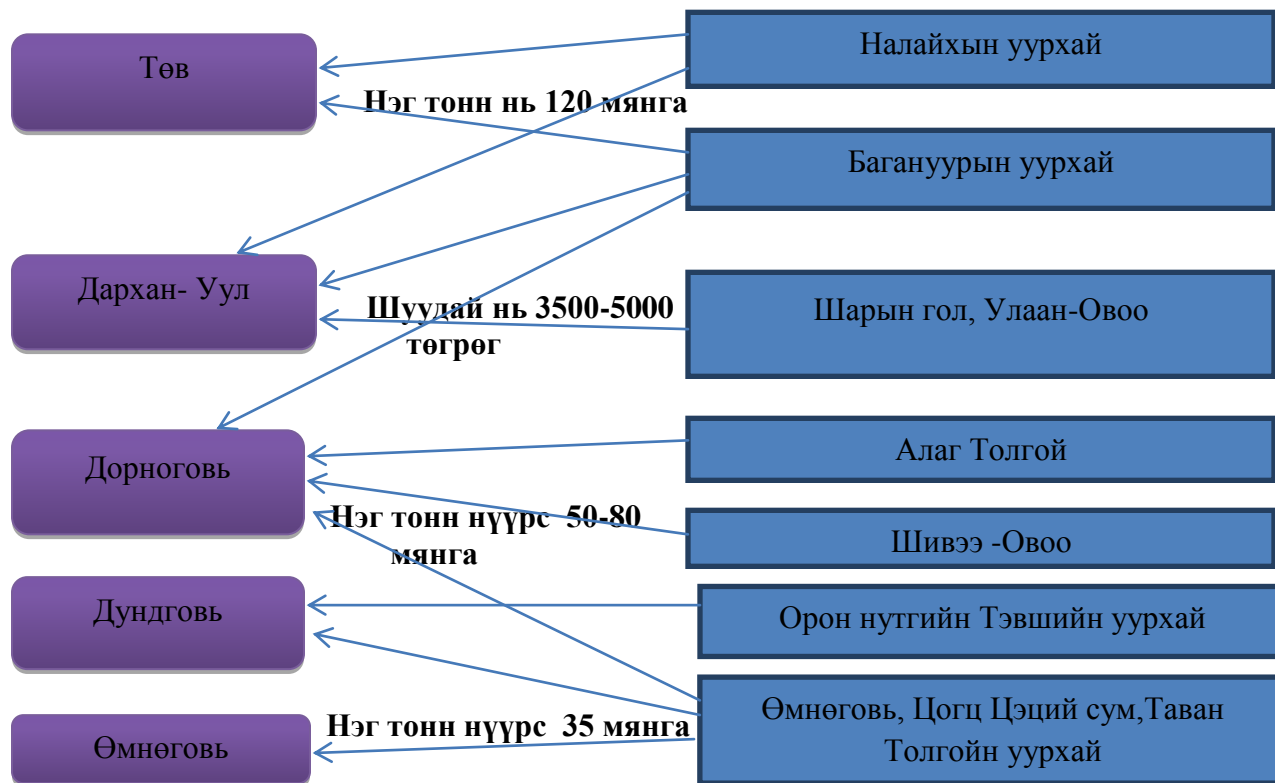 Төв
Налайхын уурхай
Нэг тонн нь 120 мянга
Багануурын уурхай
Дархан- Уул
Шуудай нь 3500-5000
төгрөг
Шарын гол, Улаан-Овоо
Дорноговь
Алаг Толгой
Нэг тонн нүүрс 50-80
мянга
Шивээ -Овоо
Дундговь
Орон нутгийн Тэвшийн уурхай
Өмнөговь
Нэг тонн нүүрс 35 мянга
Өмнөговь, Цогц Цэций сум,Таван
Толгойн уурхай